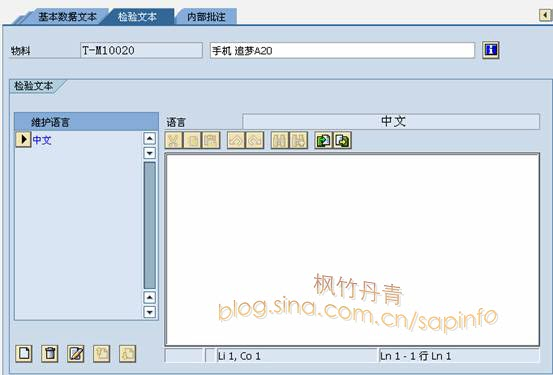 基本数据文本 检验文本 内部批注
物料 T-M10020 手机 追梦A20
检验文本
维护语言 语言 中文
中文
枫竹丹青
blog.sina.com.cn/sapinfo
Li 1, Co 1 Ln 1 - 1 行 Ln 1